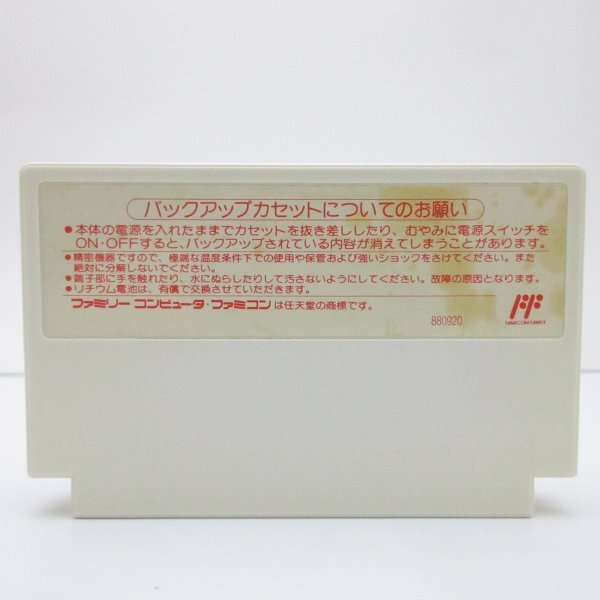 バックアップカセットについてのお願い
●本体の電源を入れたままでカセットを抜き差ししたり、むやみに電源スイッチを
ON・OFFすると、バックアップされている内容が消えてしまうことがあります。
●精密機器ですので、極端な温度条件下での使用や保管および強いショックをさけてください。また
絶対に分解しないでください。
●端子部に手を触れたり、水にぬらしたりして汚さないようにしてください。故障の原因となります。
●リチウム電池は、有償で交換させていただきます。
ファミリーコンピュータ・ファミコンは任天堂の商標です。
880920
FAMICOM FAMILY